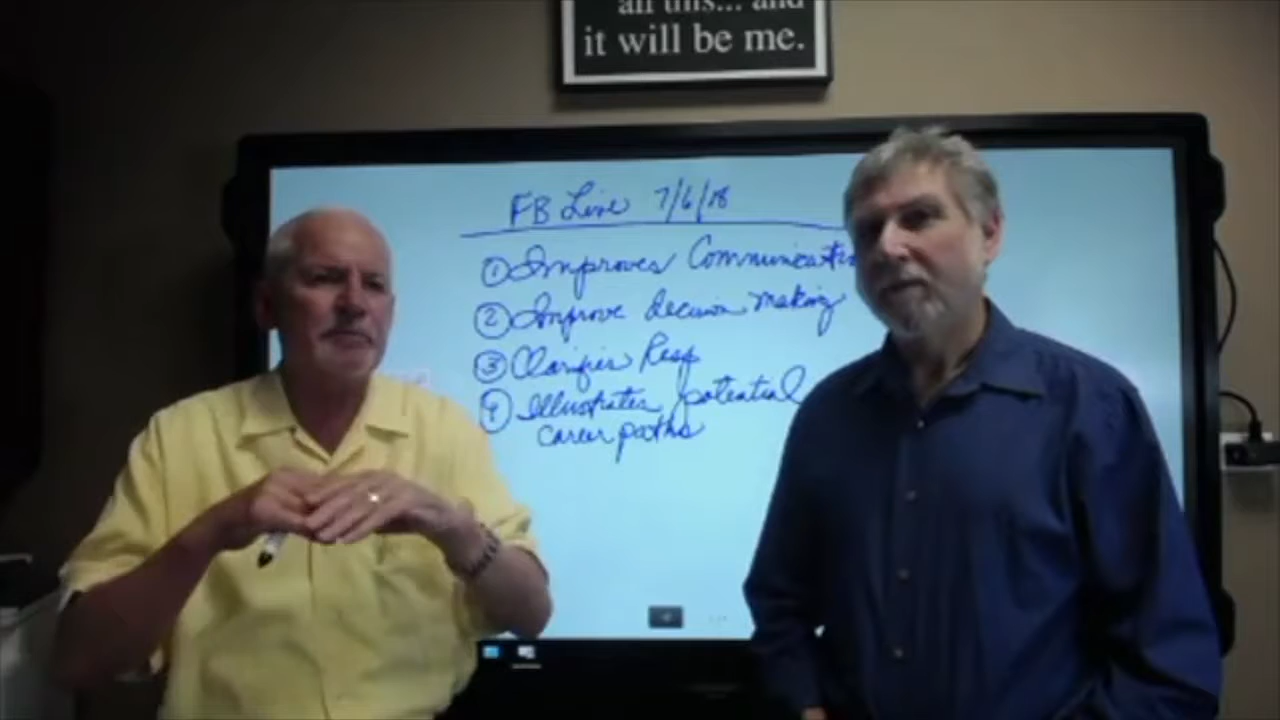 all this... and
it will be me.
FB Live 7/6/18
① Improves Communication
② Improve decision making
③ Clarifies Resp
④ Illustrates potential
career paths